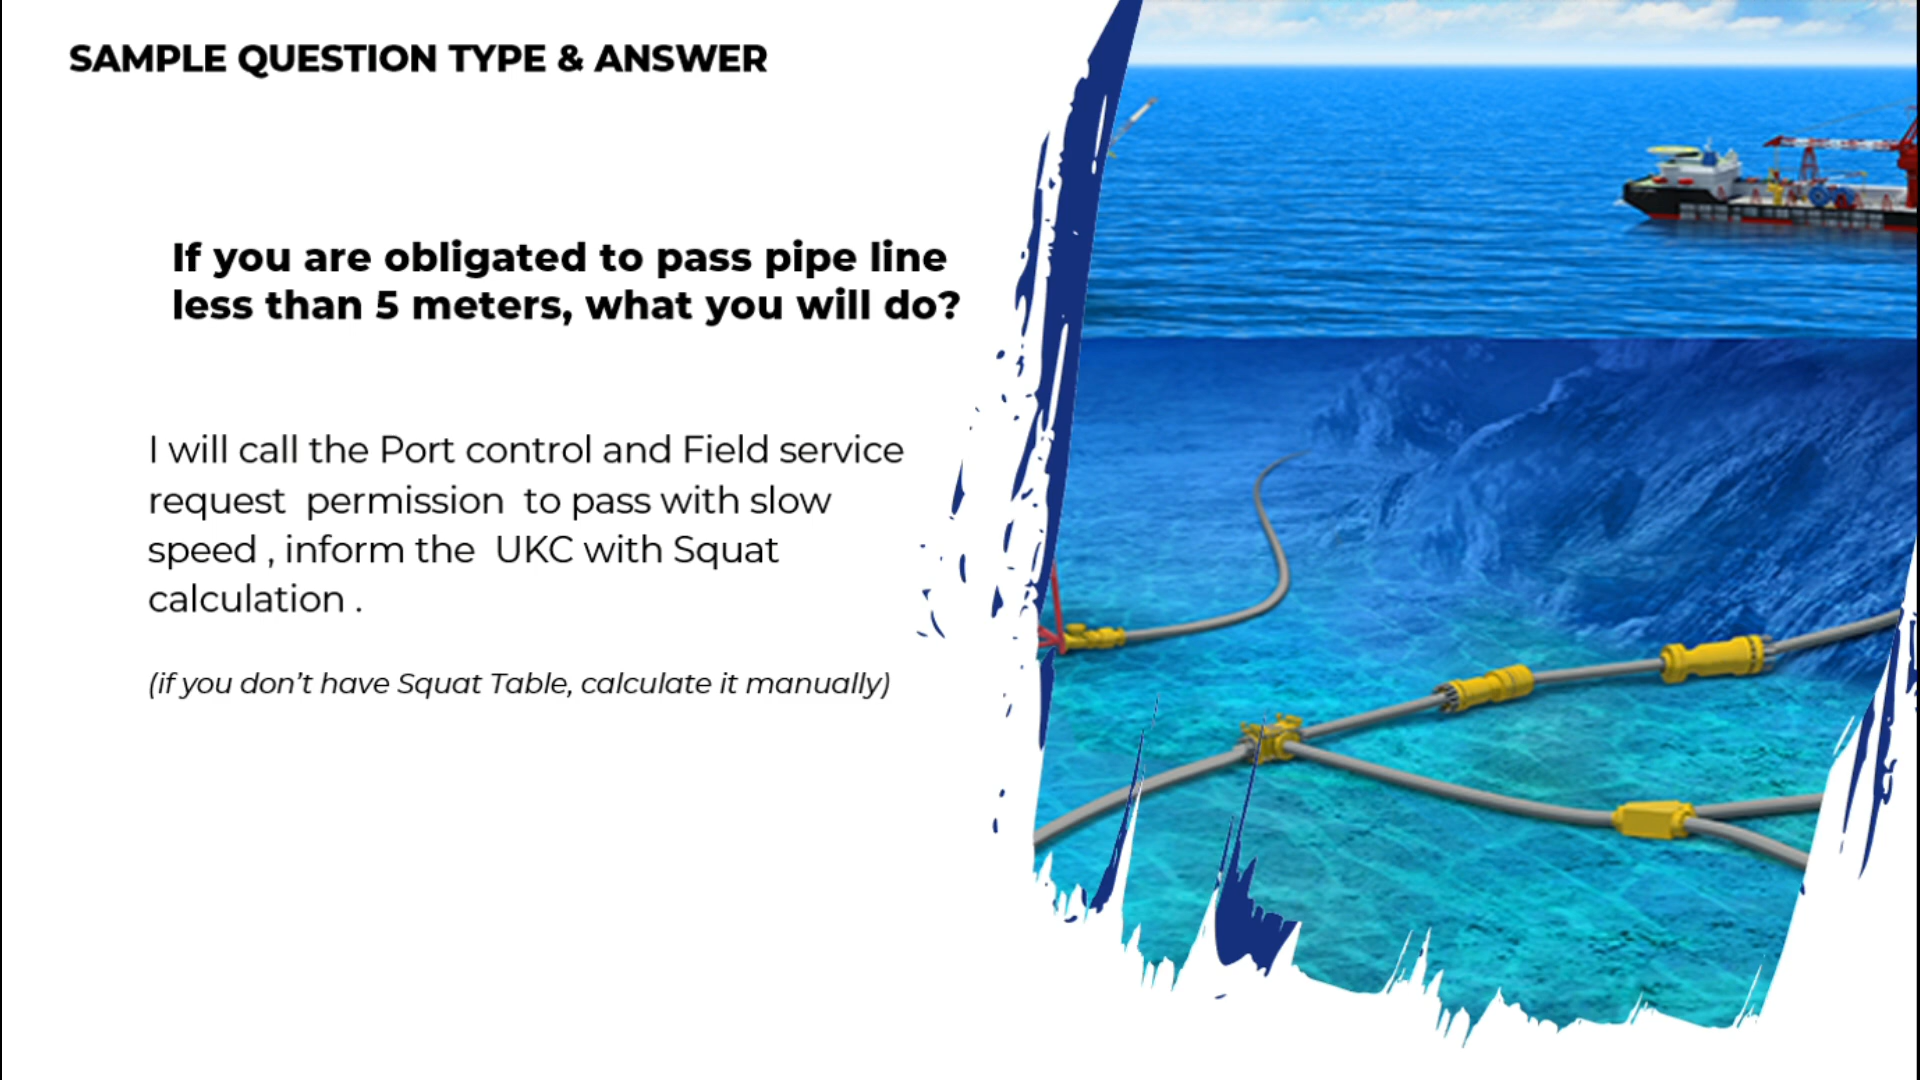 SAMPLE QUESTION TYPE & ANSWER
If you are obligated to pass pipe line
less than 5 meters, what you will do?
I will call the Port control and Field service
request permission to pass with slow
speed , inform the UKC with Squat
calculation .
(if you don’t have Squat Table, calculate it manually)